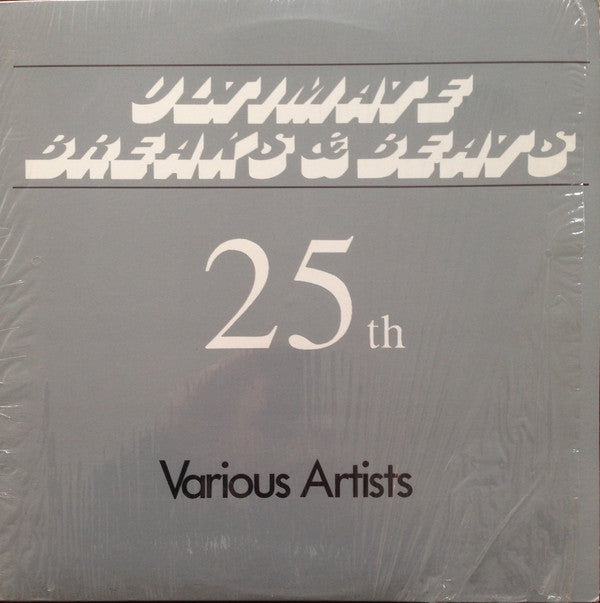 ULTIMATE
BREAKS & BEATS
25th
Various Artists